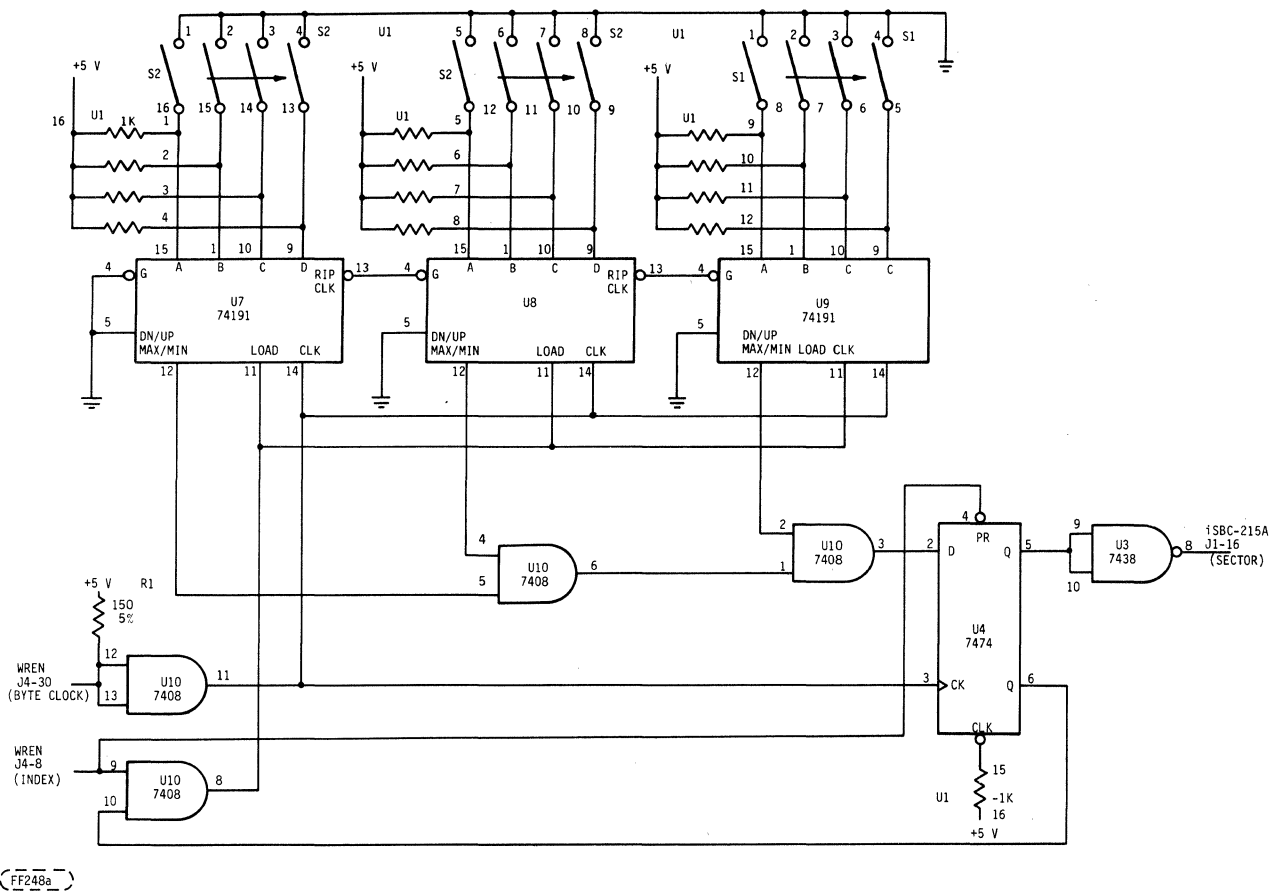 1 2 3 4 S2 U1 5 6 7 8 S2 U1 1 2 3 4 S1
+5 V S2 +5 V S2 +5 V S1
16 15 14 13 12 11 10 9 8 7 6 5
16 U1 1K 1 U1 5 U1 9
2 6 10
3 7 11
4 8 12
15 1 10 9 15 1 10 9 15 1 10 9
4 G A B C D RIP CLK 13 4 G A B C D RIP CLK 13 4 G A B C C
U7
74191
U8
U9
74191
5 DN/UP 5 DN/UP 5 DN/UP
MAX/MIN LOAD CLK MAX/MIN LOAD CLK MAX/MIN LOAD CLK
12 11 14 12 11 14 12 11 14
4 5 U10
7408
6
2 1 U10
7408
3
4 PR
2 D Q 5
U4
7474
3 CK Q 6
CLK
9 10 U3
7438
8
iSBC-215A
J1-16
(SECTOR)
+5 V R1
150
5%
WREN
J4-30
(BYTE CLOCK)
12 13 U10
7408
11
WREN
J4-8
(INDEX)
9 10 U10
7408
8
U1 15
-1K
16
+5 V
FF248a